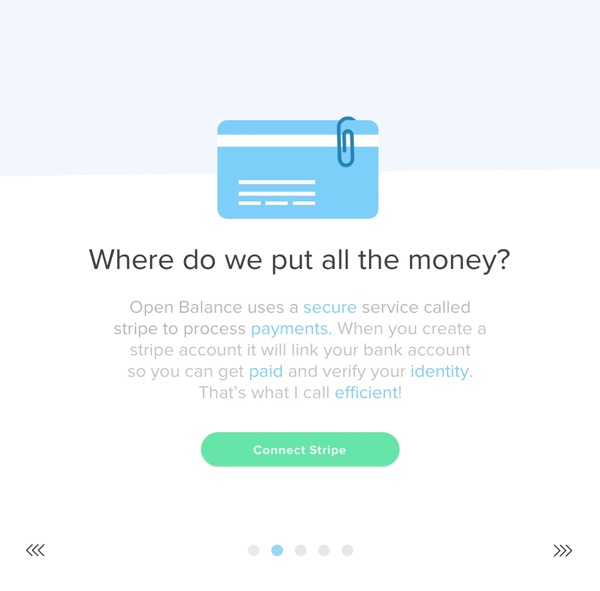 Where do we put all the money?
Open Balance uses a secure service called
stripe to process payments. When you create a
stripe account it will link your bank account
so you can get paid and verify your identity.
That's what I call efficient!
Connect Stripe